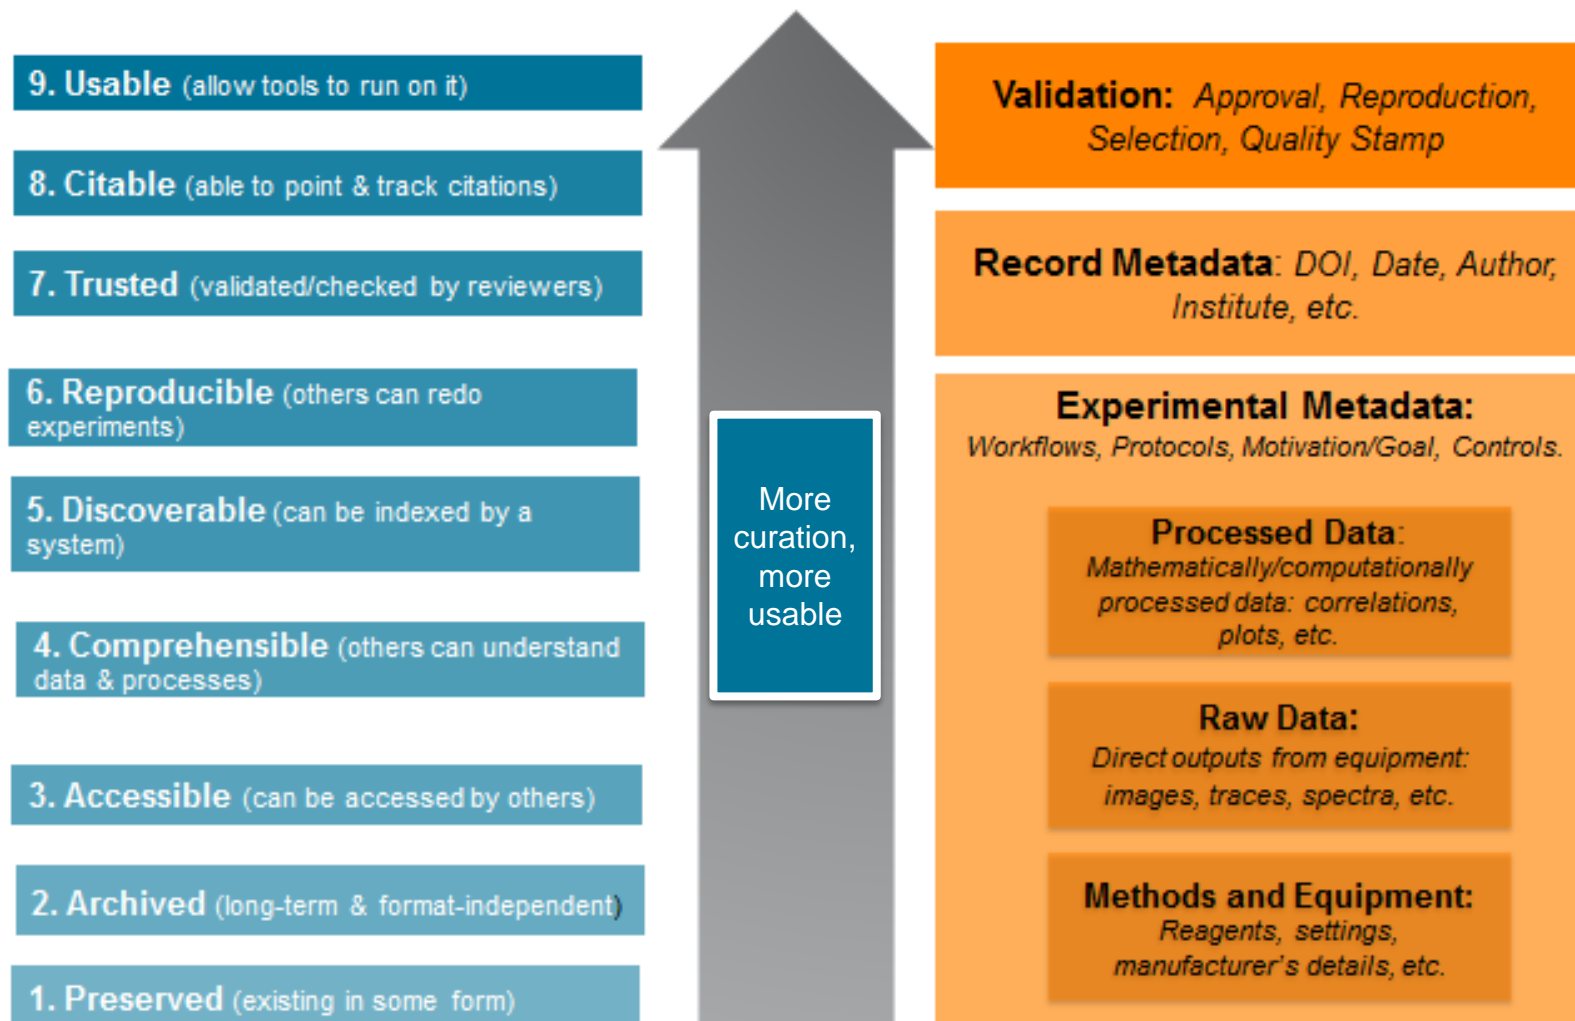 9. Usable (allow tools to run on it)
8. Citable (able to point & track citations)
7. Trusted (validated/checked by reviewers)
6. Reproducible (others can redo
experiments)
5. Discoverable (can be indexed by a
system)
4. Comprehensible (others can understand
data & processes)
3. Accessible (can be accessed by others)
2. Archived (long-term & format-independent)
1. Preserved (existing in some form)
More
curation,
more
usable
Validation: Approval, Reproduction,
Selection, Quality Stamp
Record Metadata: DOI, Date, Author,
Institute, etc.
Experimental Metadata:
Workflows, Protocols, Motivation/Goal, Controls.
Processed Data:
Mathematically/computationally
processed data: correlations,
plots, etc.
Raw Data:
Direct outputs from equipment:
images, traces, spectra, etc.
Methods and Equipment:
Reagents, settings,
manufacturer's details, etc.